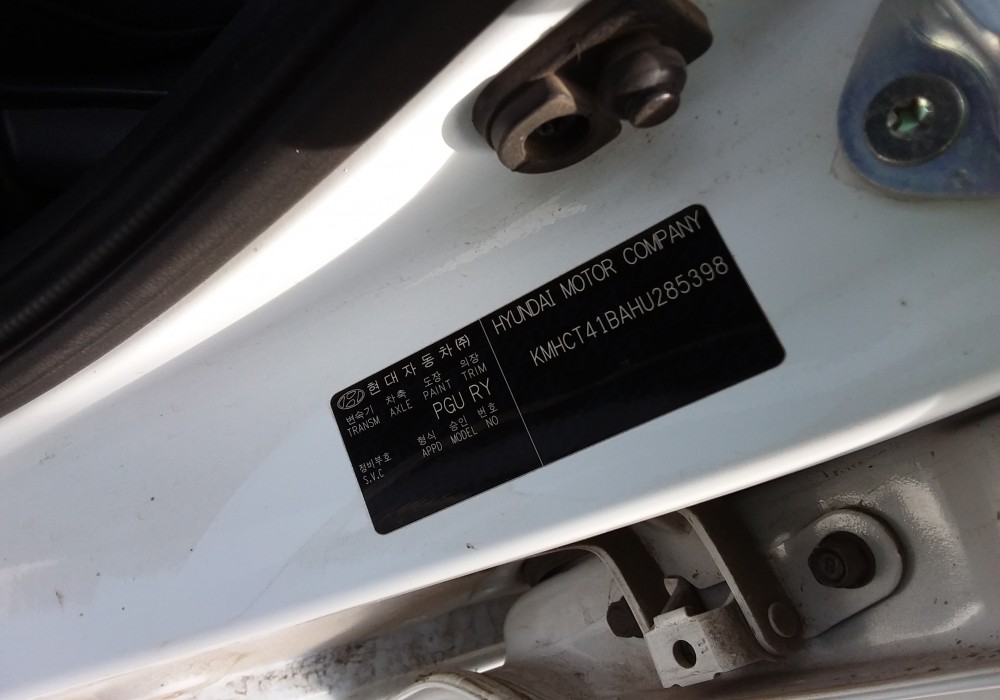 현대자동차(주)
변속기 차축 도장 의장
TRANSM AXLE PAINT TRIM
PGU RY
형식 승인 번호
APPD MODEL NO
정비부호
S.V.C
HYUNDAI MOTOR COMPANY
KMHCT41BAHU285398